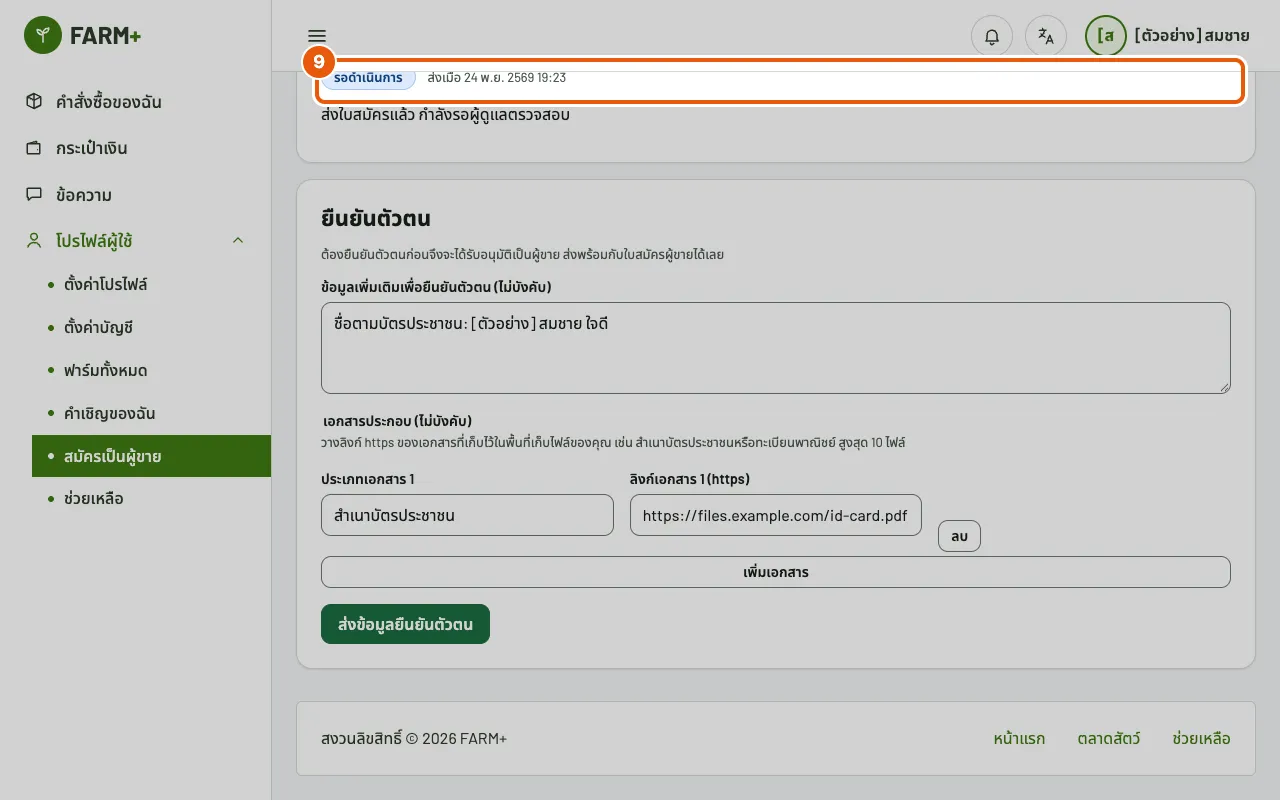 FARM+
[ส
[ตัวอย่าง] สมชาย
9
รอดำเนินการ
ส่งเมื่อ 24 พ.ย. 2569 19:23
ส่งใบสมัครแล้ว กำลังรอผู้ดูแลตรวจสอบ
คำสั่งซื้อของฉัน
กระเป๋าเงิน
ข้อความ
โปรไฟล์ผู้ใช้
ตั้งค่าโปรไฟล์
ตั้งค่าบัญชี
ฟาร์มทั้งหมด
คำเชิญของฉัน
สมัครเป็นผู้ขาย
ช่วยเหลือ
ยืนยันตัวตน
ต้องยืนยันตัวตนก่อนจึงจะได้รับอนุมัติเป็นผู้ขาย ส่งพร้อมกับใบสมัครผู้ขายได้เลย
ข้อมูลเพิ่มเติมเพื่อยืนยันตัวตน (ไม่บังคับ)
ชื่อตามบัตรประชาชน: [ตัวอย่าง] สมชาย ใจดี
เอกสารประกอบ (ไม่บังคับ)
วางลิงก์ https ของเอกสารที่เก็บไว้ในพื้นที่เก็บไฟล์ของคุณ เช่น สำเนาบัตรประชาชนหรือทะเบียนพาณิชย์ สูงสุด 10 ไฟล์
ประเภทเอกสาร 1
ลิงก์เอกสาร 1 (https)
สำเนาบัตรประชาชน
https://files.example.com/id-card.pdf
ลบ
เพิ่มเอกสาร
ส่งข้อมูลยืนยันตัวตน
สงวนลิขสิทธิ์ © 2026 FARM+
หน้าแรก
ตลาดสัตว์
ช่วยเหลือ